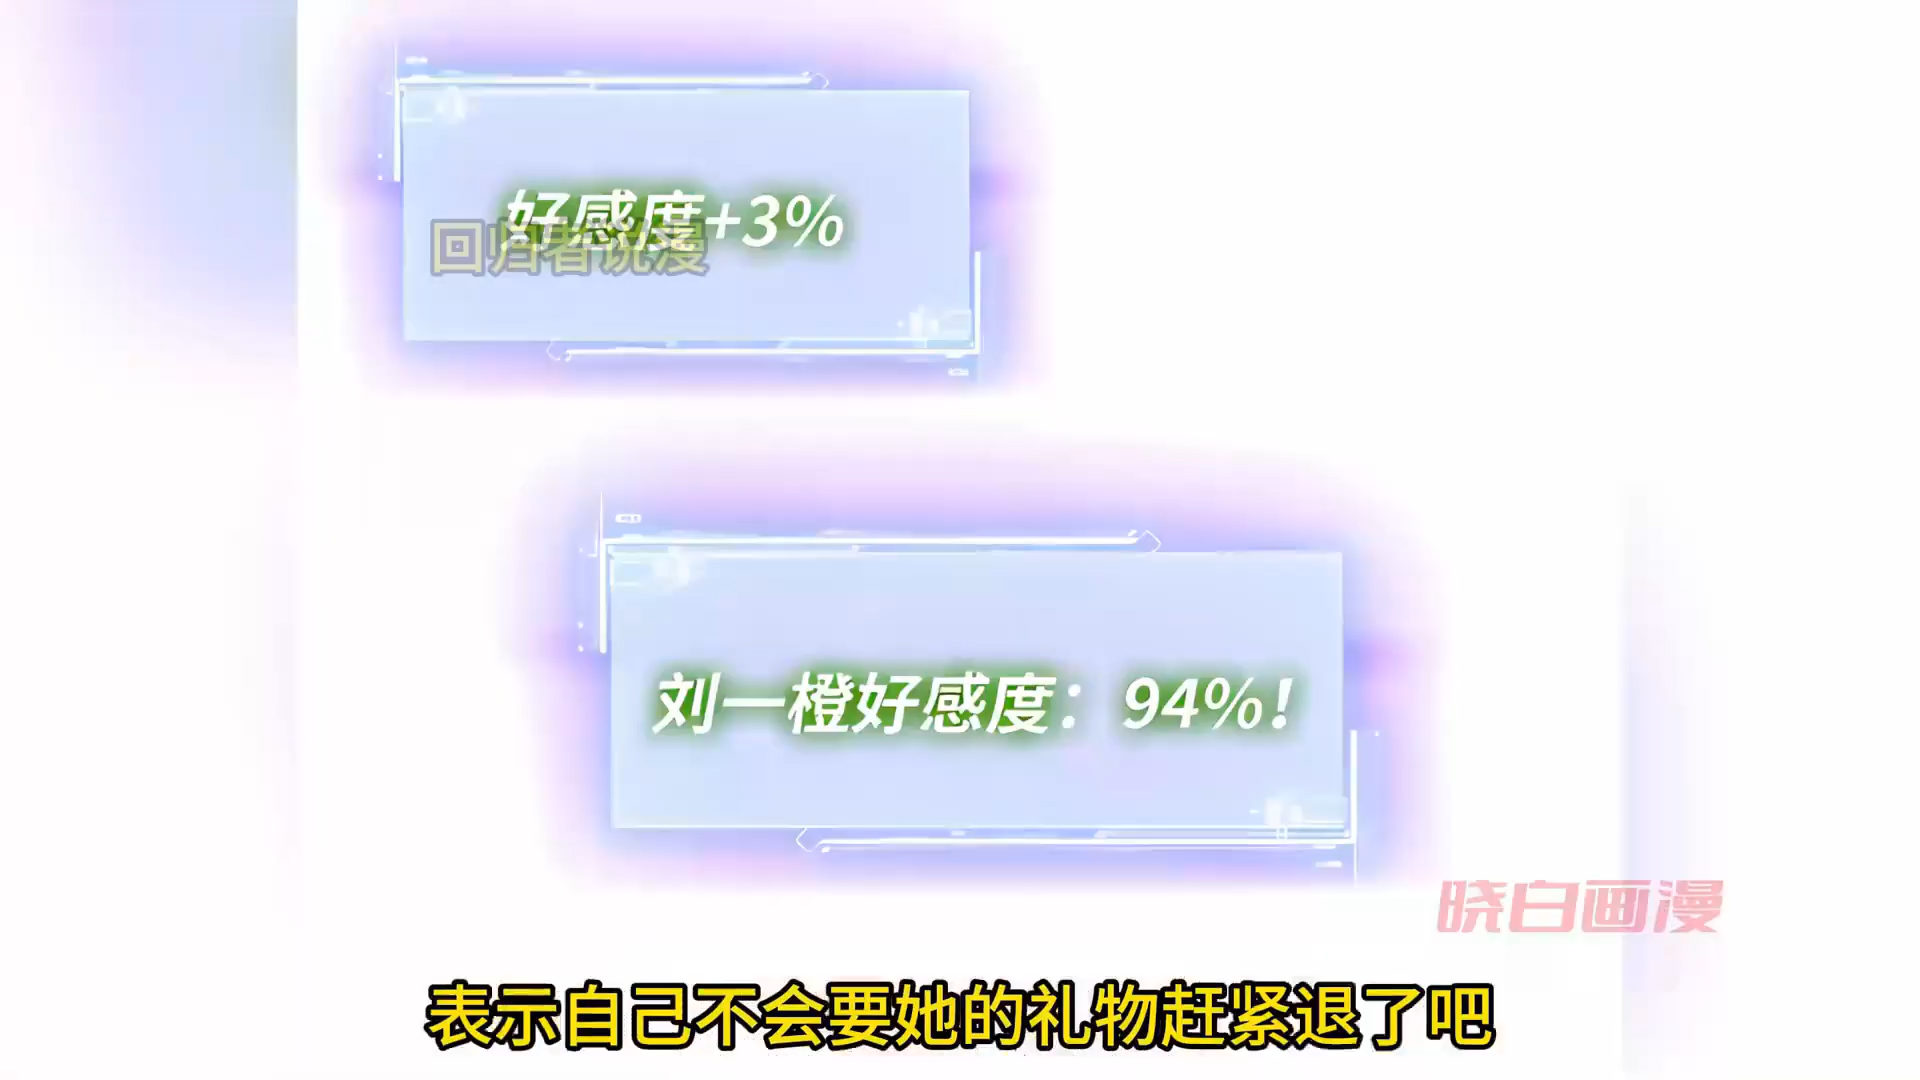 好感度+3%
回归者说漫
刘一橙好感度：94%！
晓白画漫
表示自己不会要她的礼物赶紧退了吧